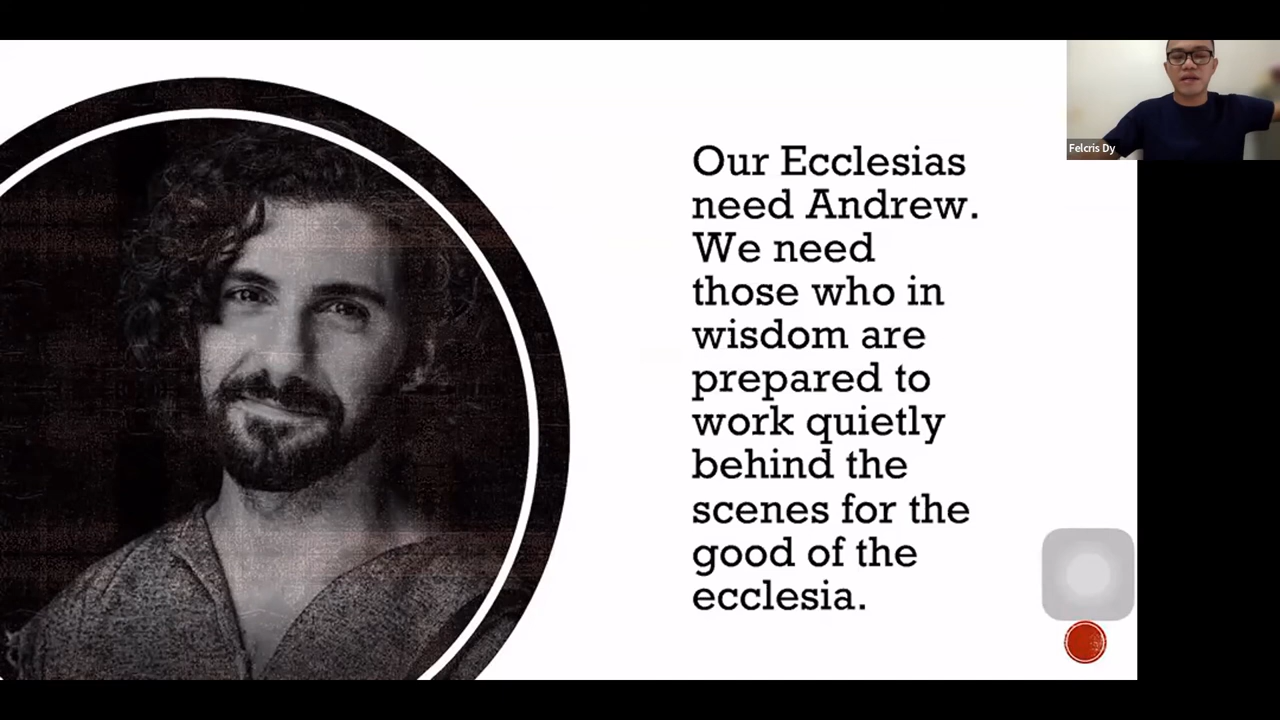 Our Ecclesias
need Andrew.
We need
those who in
wisdom are
prepared to
work quietly
behind the
scenes for the
good of the
ecclesia.
Felcris Dy